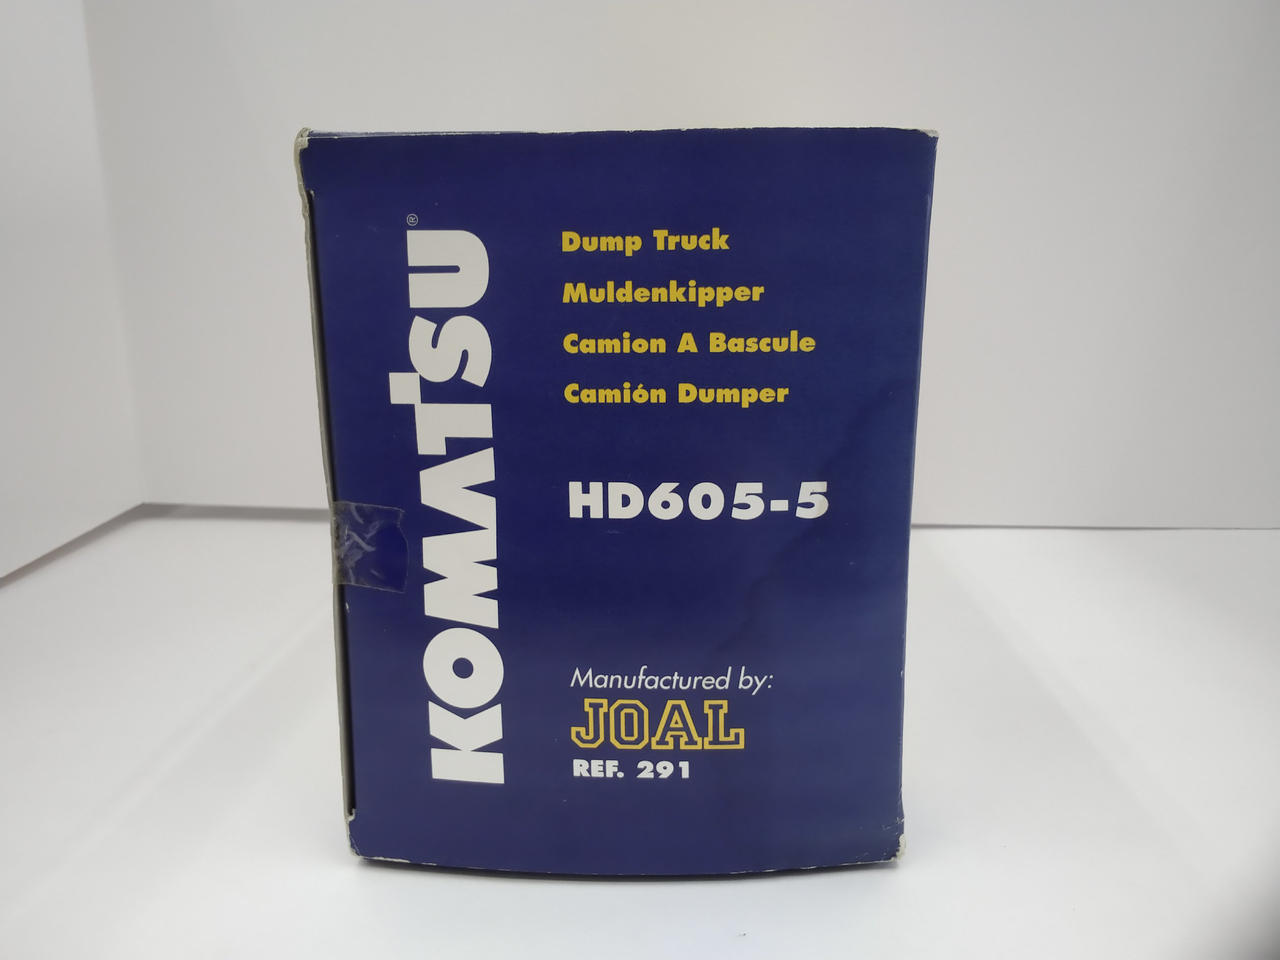 KOMATSU®
Dump Truck
Muldenkipper
Camion A Bascule
Camión Dumper
HD605-5
Manufactured by:
JOAL
REF. 291